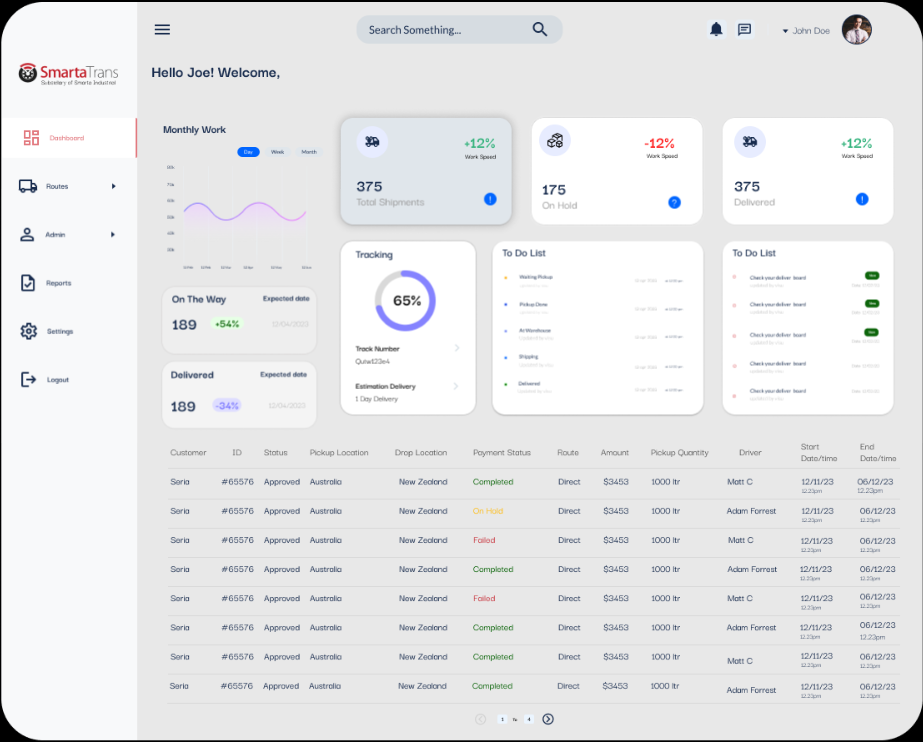 Search Something...
John Doe
SmartaTrans
Subsidary of Smarta Industrial
Hello Joe! Welcome,
Dashboard
Routes
Admin
Reports
Settings
Logout
Monthly Work
Day Week Month
+12%
Work Speed
375
Total Shipments
-12%
Work Speed
175
On Hold
+12%
Work Speed
375
Delivered
On The Way Expected date
189 +54% 12/04/2023
Delivered Expected date
189 -34% 12/04/2023
Tracking
65%
Track Number
Qutw123e4
Estimation Delivery
1 Day Delivery
To Do List
Waiting Pickup
Pickup Done
At Warehouse
Shipping
Delivered
To Do List
Check your deliver board
Check your deliver board
Check your deliver board
Check your deliver board
Check your deliver board
Customer ID Status Pickup Location Drop Location Payment Status Route Amount Pickup Quantity Driver Start Date/time End Date/time
Seria #65576 Approved Australia New Zealand Completed Direct $3453 1000 ltr Matt C 12/11/23 06/12/23
12.23pm 12.23pm
Seria #65576 Approved Australia New Zealand On Hold Direct $3453 1000 ltr Adam Forrest 12/11/23 06/12/23
12.23pm 12.23pm
Seria #65576 Approved Australia New Zealand Failed Direct $3453 1000 ltr Matt C 12/11/23 06/12/23
12.23pm 12.23pm
Seria #65576 Approved Australia New Zealand Completed Direct $3453 1000 ltr Adam Forrest 12/11/23 06/12/23
12.23pm 12.23pm
Seria #65576 Approved Australia New Zealand Failed Direct $3453 1000 ltr Matt C 12/11/23 06/12/23
12.23pm 12.23pm
Seria #65576 Approved Australia New Zealand Completed Direct $3453 1000 ltr Adam Forrest 12/11/23 06/12/23
12.23pm 12.23pm
Seria #65576 Approved Australia New Zealand Completed Direct $3453 1000 ltr Matt C 12/11/23 06/12/23
12.23pm 12.23pm
Seria #65576 Approved Australia New Zealand Completed Direct $3453 1000 ltr Adam Forrest 12/11/23 06/12/23
12.23pm 12.23pm
1 To 4